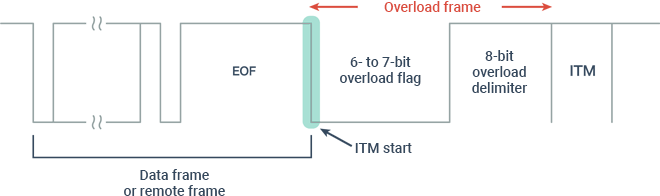 Overload frame
EOF
6- to 7-bit
overload flag
8-bit
overload
delimiter
ITM
ITM start
Data frame
or remote frame